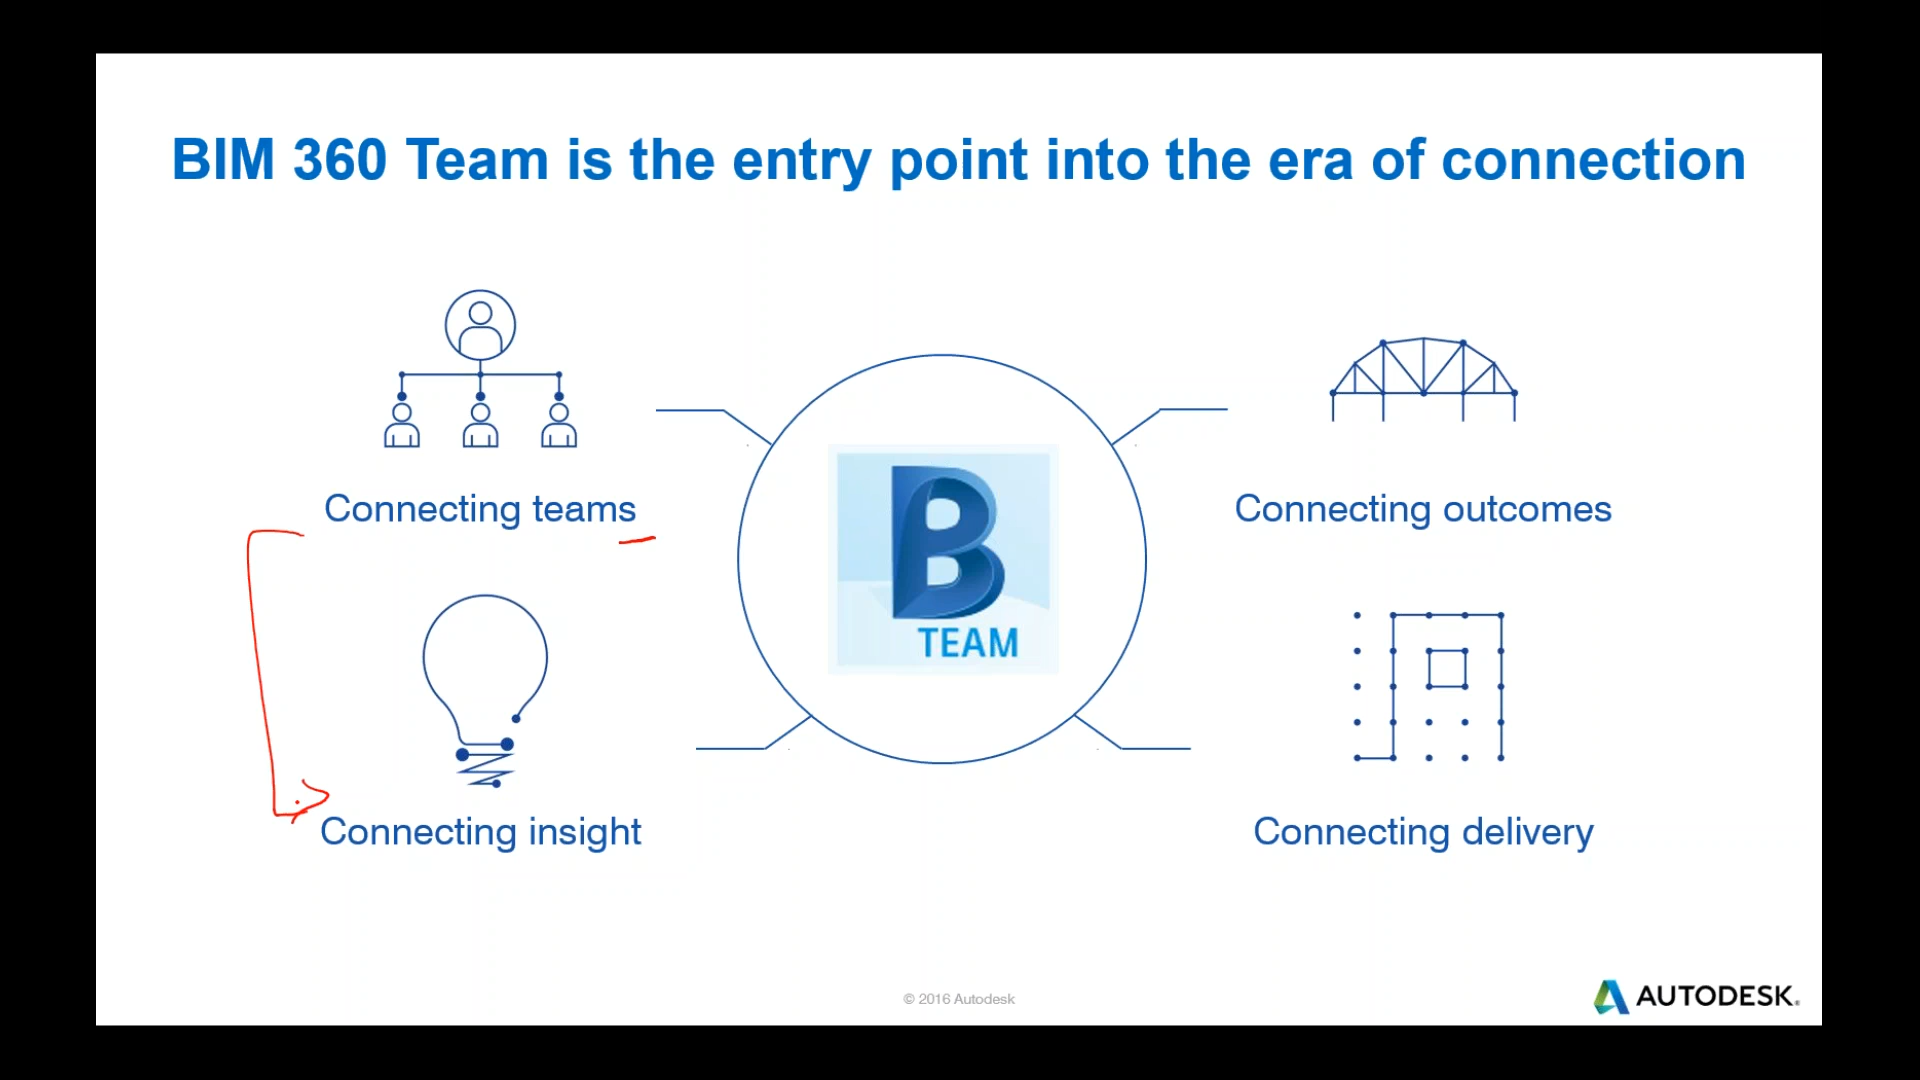 BIM 360 Team is the entry point into the era of connection
Connecting teams
Connecting outcomes
B
TEAM
Connecting insight
Connecting delivery
© 2016 Autodesk
AUTODESK®